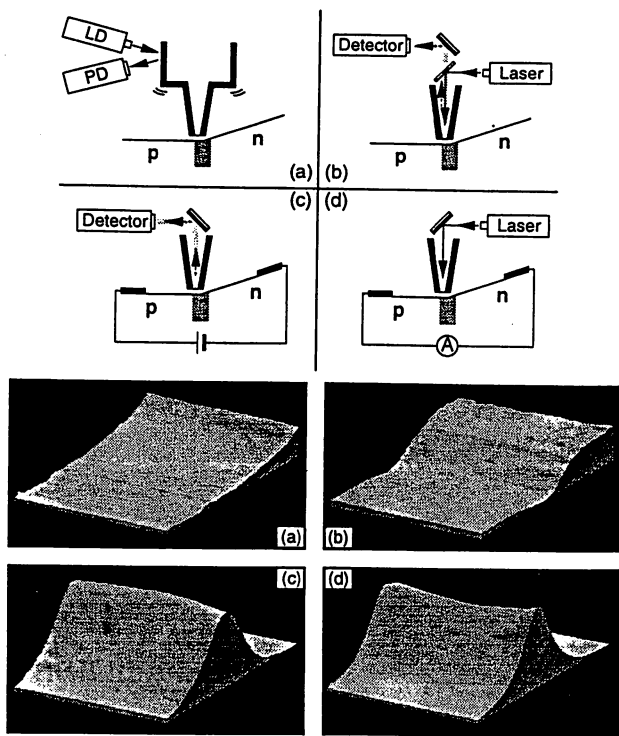 LD
PD
p
n
(a)
Detector
Laser
p
n
(b)
(c)
Detector
p
n
(d)
Laser
p
n
A
(a)
(b)
(c)
(d)